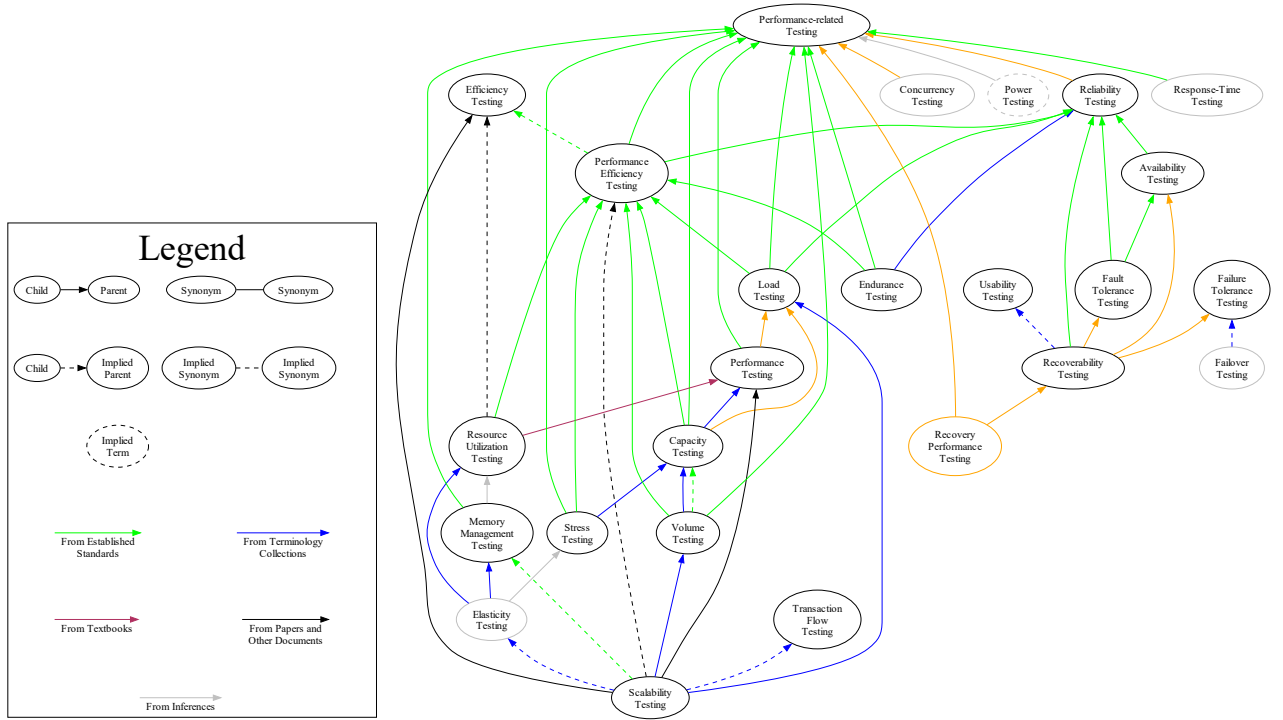 Performance-related
Testing
Efficiency
Testing
Concurrency
Testing
Power
Testing
Reliability
Testing
Response-Time
Testing
Performance
Efficiency
Testing
Availability
Testing
Legend
Child
Parent
Synonym
Synonym
Load
Testing
Endurance
Testing
Usability
Testing
Fault
Tolerance
Testing
Failure
Tolerance
Testing
Child
Implied
Parent
Implied
Synonym
Implied
Synonym
Performance
Testing
Recoverability
Testing
Failover
Testing
Implied
Term
Resource
Utilization
Testing
Capacity
Testing
Recovery
Performance
Testing
From Established
Standards
From Terminology
Collections
Memory
Management
Testing
Stress
Testing
Volume
Testing
From Textbooks
From Papers and
Other Documents
Elasticity
Testing
Transaction
Flow
Testing
From Inferences
Scalability
Testing